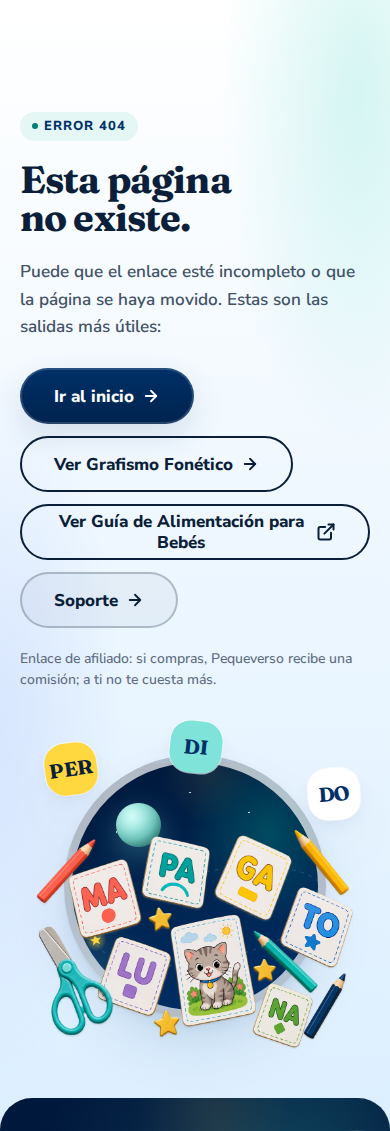 ERROR 404
Esta página
no existe.
Puede que el enlace esté incompleto o que
la página se haya movido. Estas son las
salidas más útiles:
Ir al inicio
Ver Grafismo Fonético
Ver Guía de Alimentación para
Bebés
Soporte
Enlace de afiliado: si compras, Pequeverso recibe una
comisión; a ti no te cuesta más.
PER
DI
DO
MA
PA
GA
TO
LU
NA